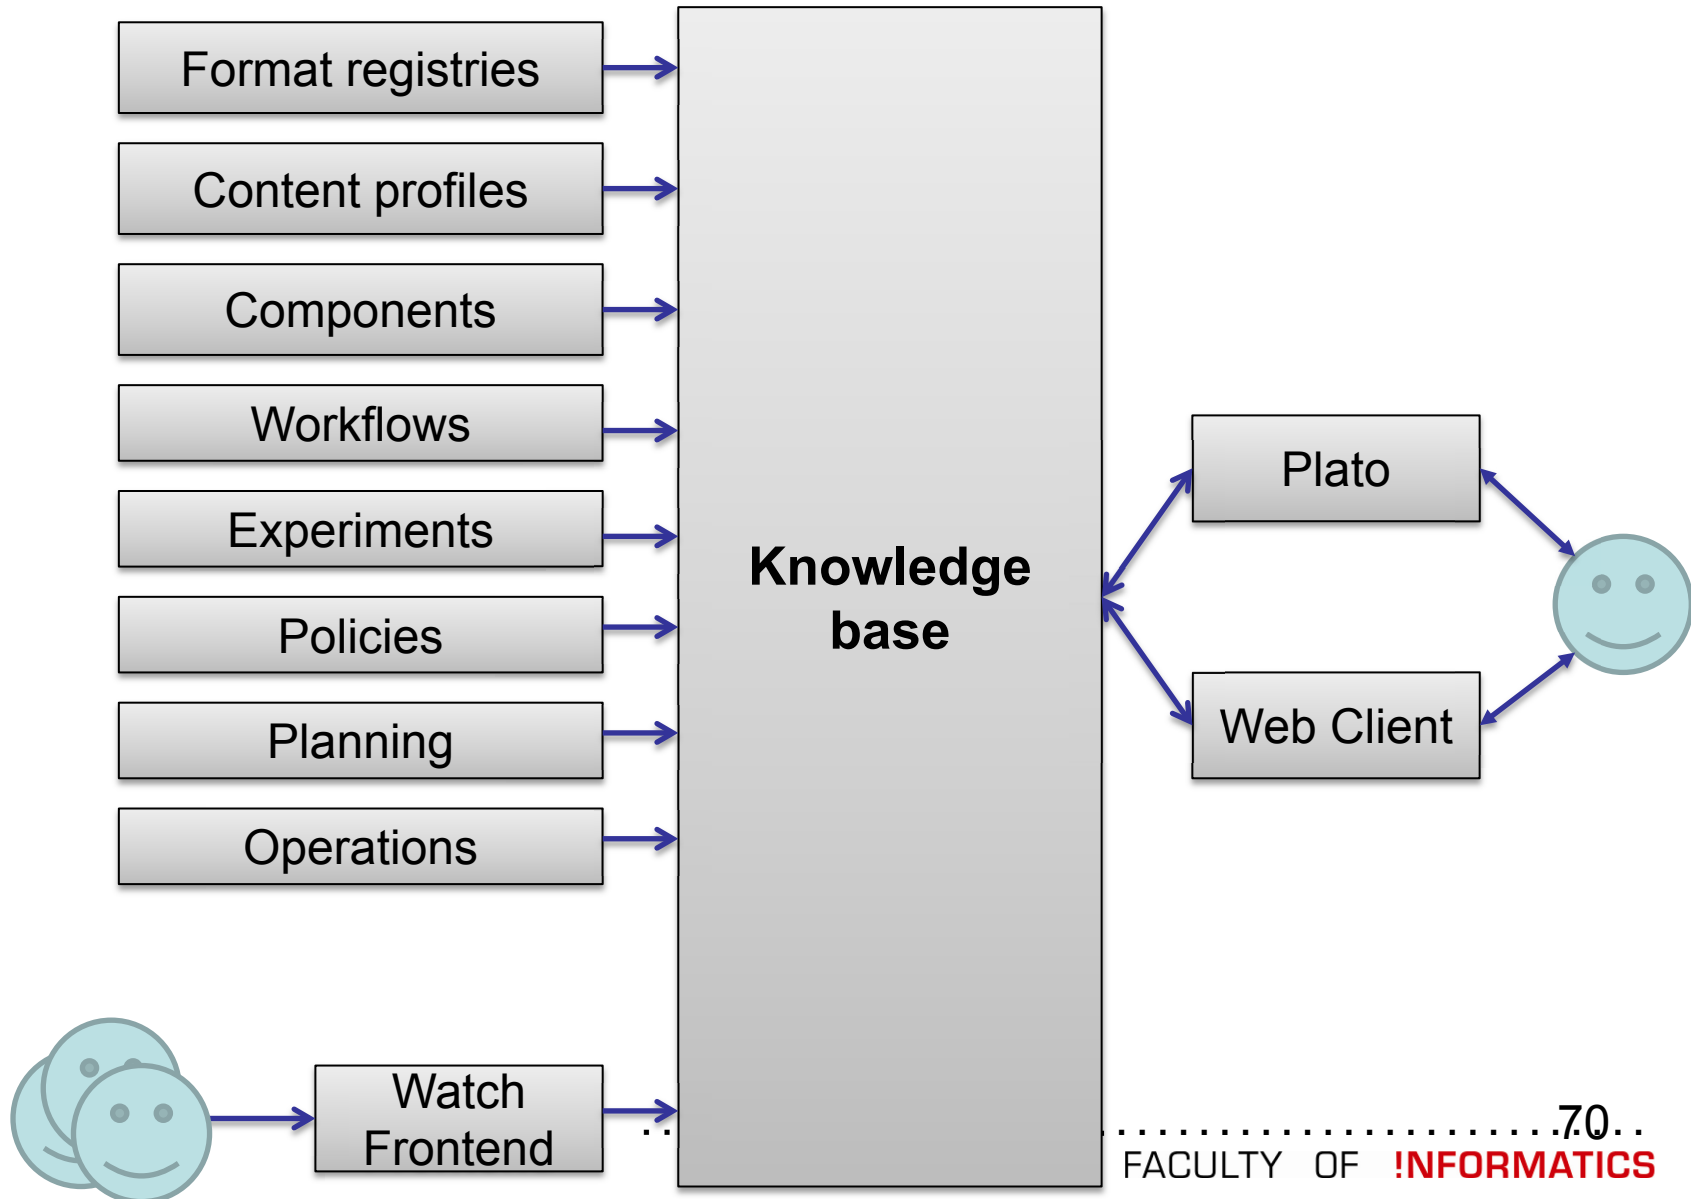 Format registries
Content profiles
Components
Workflows
Experiments
Policies
Planning
Operations
Watch
Frontend
Knowledge
base
Plato
Web Client
70
FACULTY OF !NFORMATICS